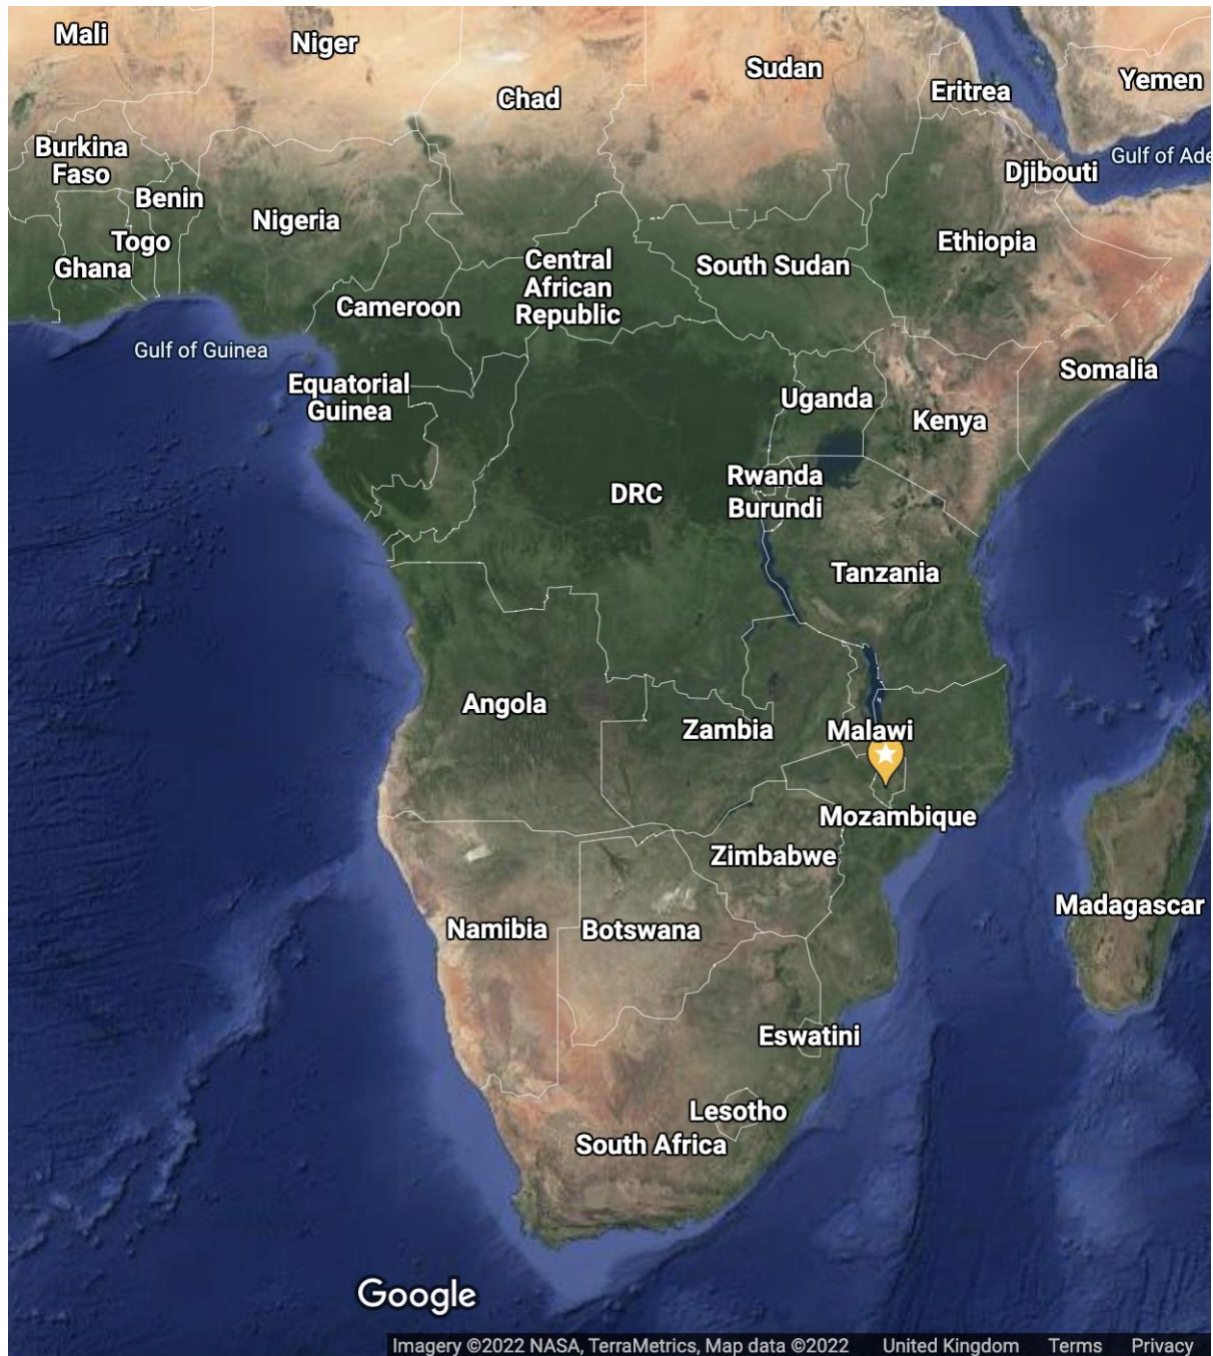 Mali
Niger
Sudan
Yemen
Chad
Eritrea
Burkina
Faso
Gulf of Ade
Djibouti
Benin
Nigeria
Togo
Ghana
Ethiopia
Central
African
Republic
South Sudan
Cameroon
Gulf of Guinea
Somalia
Equatorial
Guinea
Uganda
Kenya
Rwanda
DRC
Burundi
Tanzania
Angola
Zambia
Malawi
Mozambique
Zimbabwe
Madagascar
Namibia
Botswana
Eswatini
Lesotho
South Africa
Google
Imagery ©2022 NASA, TerraMetrics, Map data ©2022 United Kingdom Terms Privacy